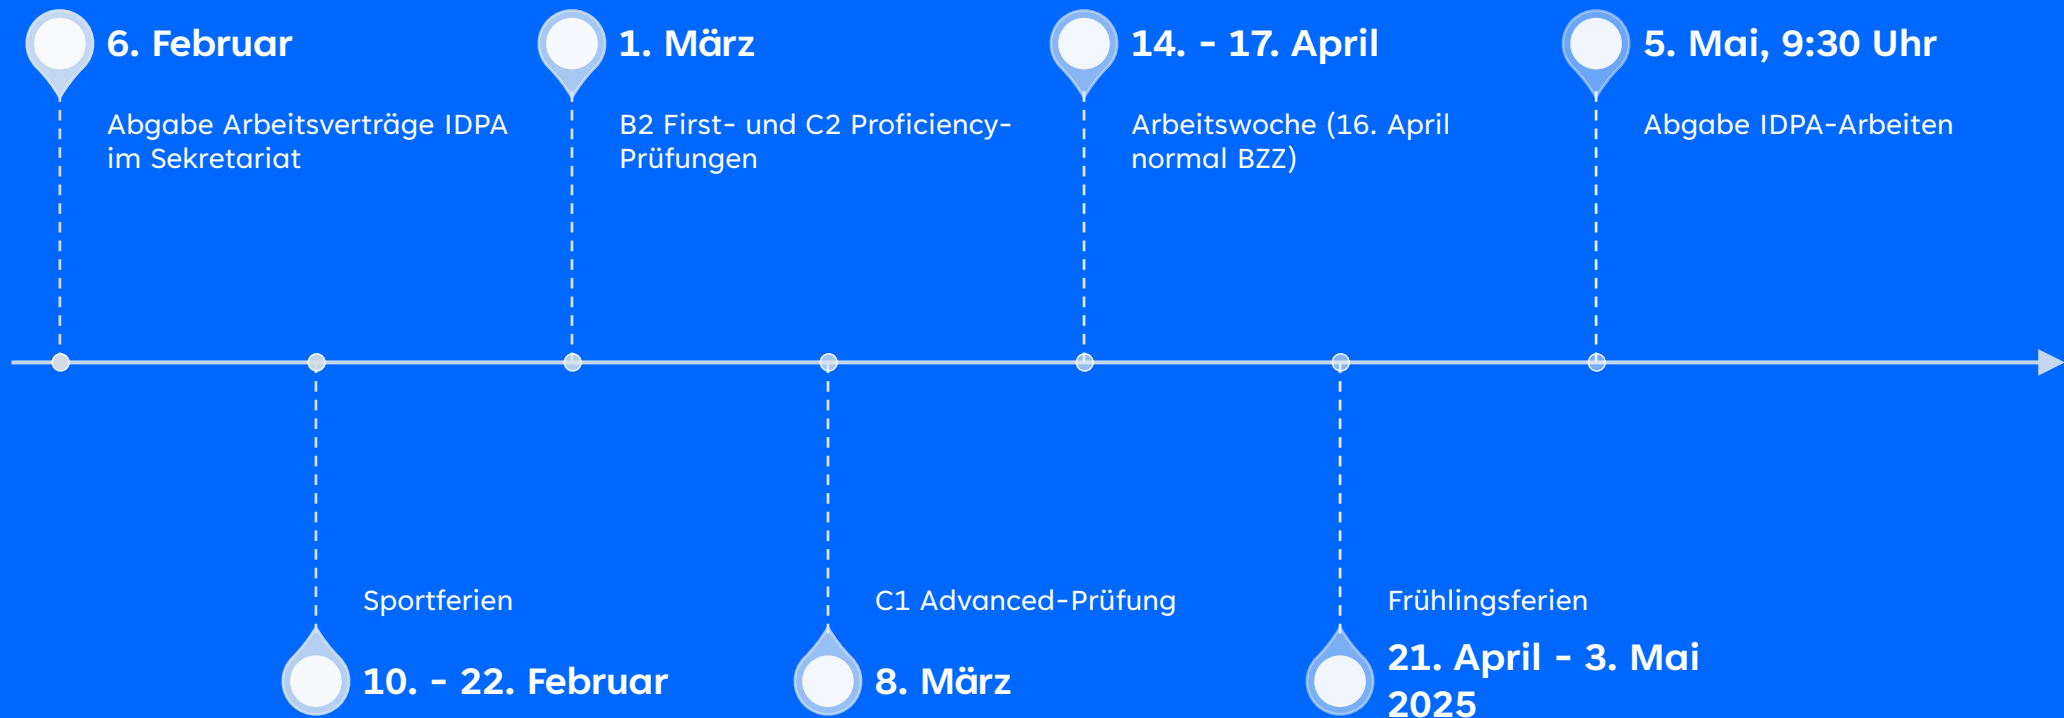 6. Februar
Abgabe Arbeitsverträge IDPA
im Sekretariat
1. März
B2 First- und C2 Proficiency-
Prüfungen
14. - 17. April
Arbeitswoche (16. April
normal BZZ)
5. Mai, 9:30 Uhr
Abgabe IDPA-Arbeiten
Sportferien
10. - 22. Februar
C1 Advanced-Prüfung
8. März
Frühlingsferien
21. April - 3. Mai
2025